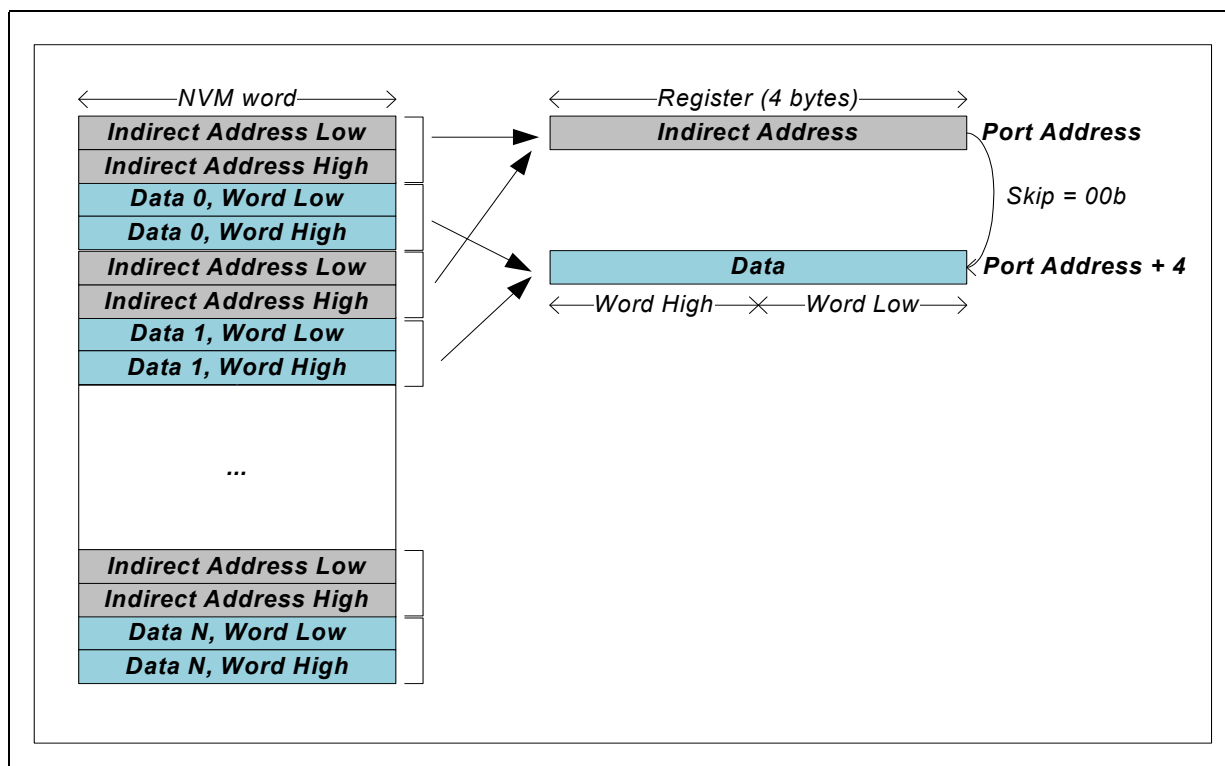 NVM word
Indirect Address Low
Indirect Address High
Data 0, Word Low
Data 0, Word High
Indirect Address Low
Indirect Address High
Data 1, Word Low
Data 1, Word High
...
Indirect Address Low
Indirect Address High
Data N, Word Low
Data N, Word High
Register (4 bytes)
Indirect Address
Port Address
Skip = 00b
Data
Port Address + 4
Word High
Word Low